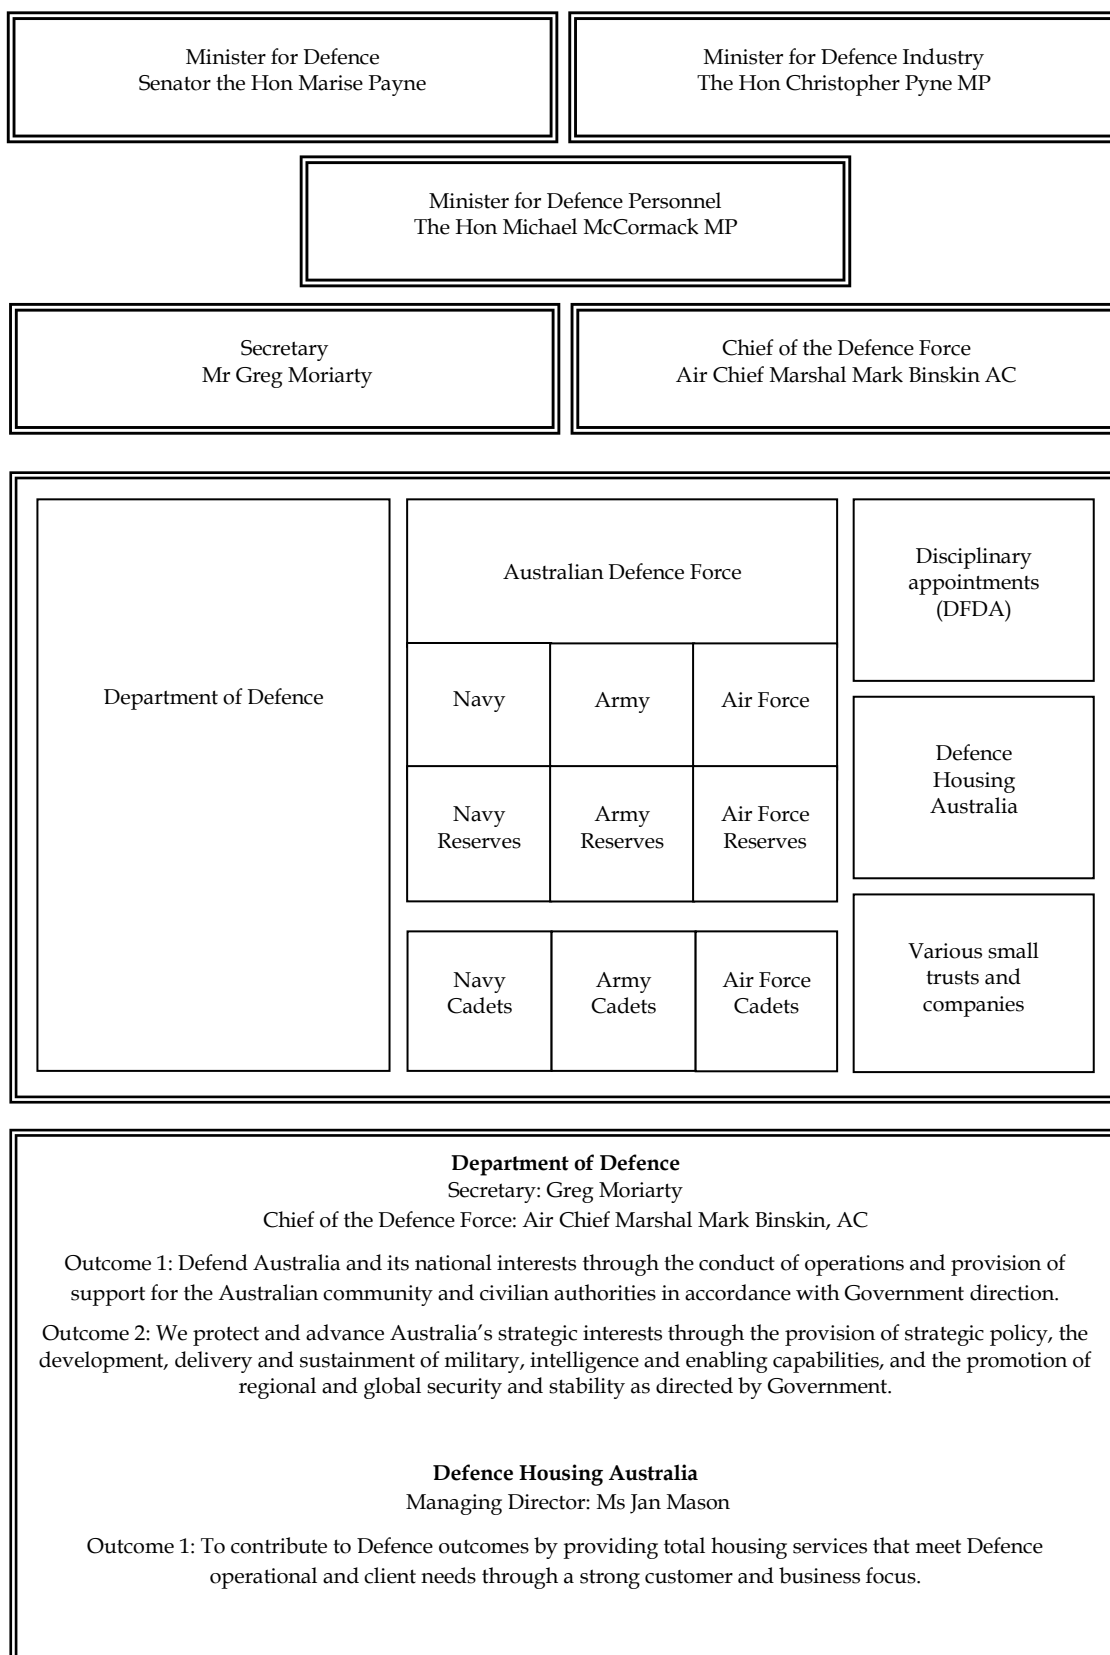 Minister for Defence
Senator the Hon Marise Payne
Minister for Defence Industry
The Hon Christopher Pyne MP
Minister for Defence Personnel
The Hon Michael McCormack MP
Secretary
Mr Greg Moriarty
Chief of the Defence Force
Air Chief Marshal Mark Binskin AC
Department of Defence
Australian Defence Force
Navy
Army
Air Force
Navy
Reserves
Army
Reserves
Air Force
Reserves
Navy
Cadets
Army
Cadets
Air Force
Cadets
Disciplinary
appointments
(DFDA)
Defence
Housing
Australia
Various small
trusts and
companies
Department of Defence
Secretary: Greg Moriarty
Chief of the Defence Force: Air Chief Marshal Mark Binskin, AC
Outcome 1: Defend Australia and its national interests through the conduct of operations and provision of
support for the Australian community and civilian authorities in accordance with Government direction.
Outcome 2: We protect and advance Australia’s strategic interests through the provision of strategic policy, the
development, delivery and sustainment of military, intelligence and enabling capabilities, and the promotion of
regional and global security and stability as directed by Government.
Defence Housing Australia
Managing Director: Ms Jan Mason
Outcome 1: To contribute to Defence outcomes by providing total housing services that meet Defence
operational and client needs through a strong customer and business focus.